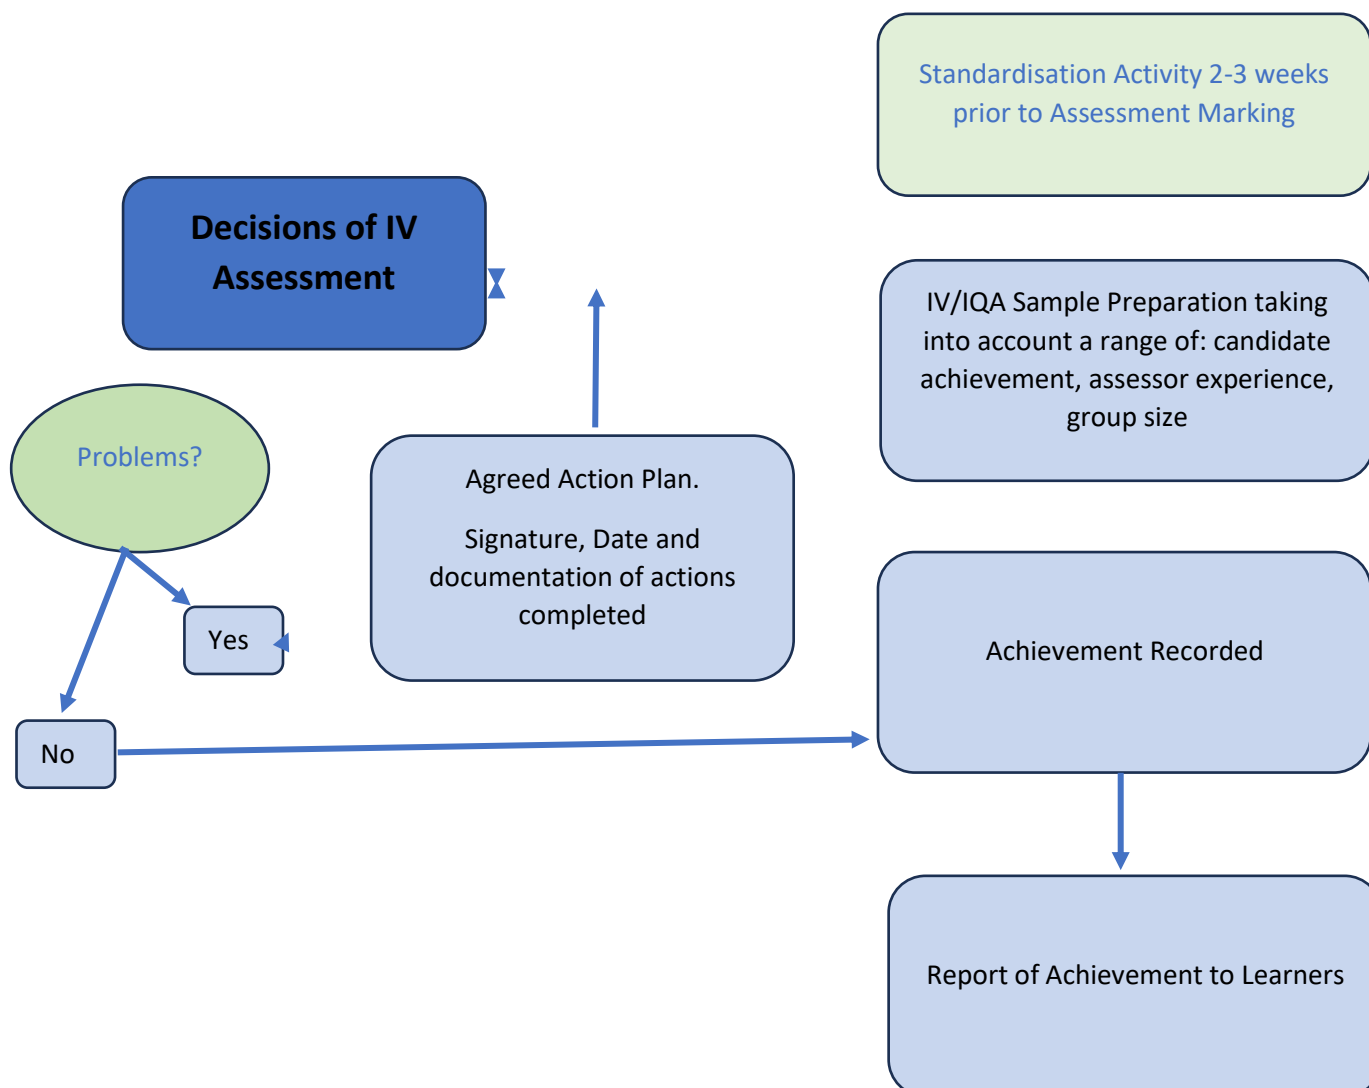 Standardisation Activity 2-3 weeks
prior to Assessment Marking
Decisions of IV
Assessment
IV/IQA Sample Preparation taking
into account a range of: candidate
achievement, assessor experience,
group size
Problems?
Agreed Action Plan.
Signature, Date and
documentation of actions
completed
Yes
Achievement Recorded
No
Report of Achievement to Learners